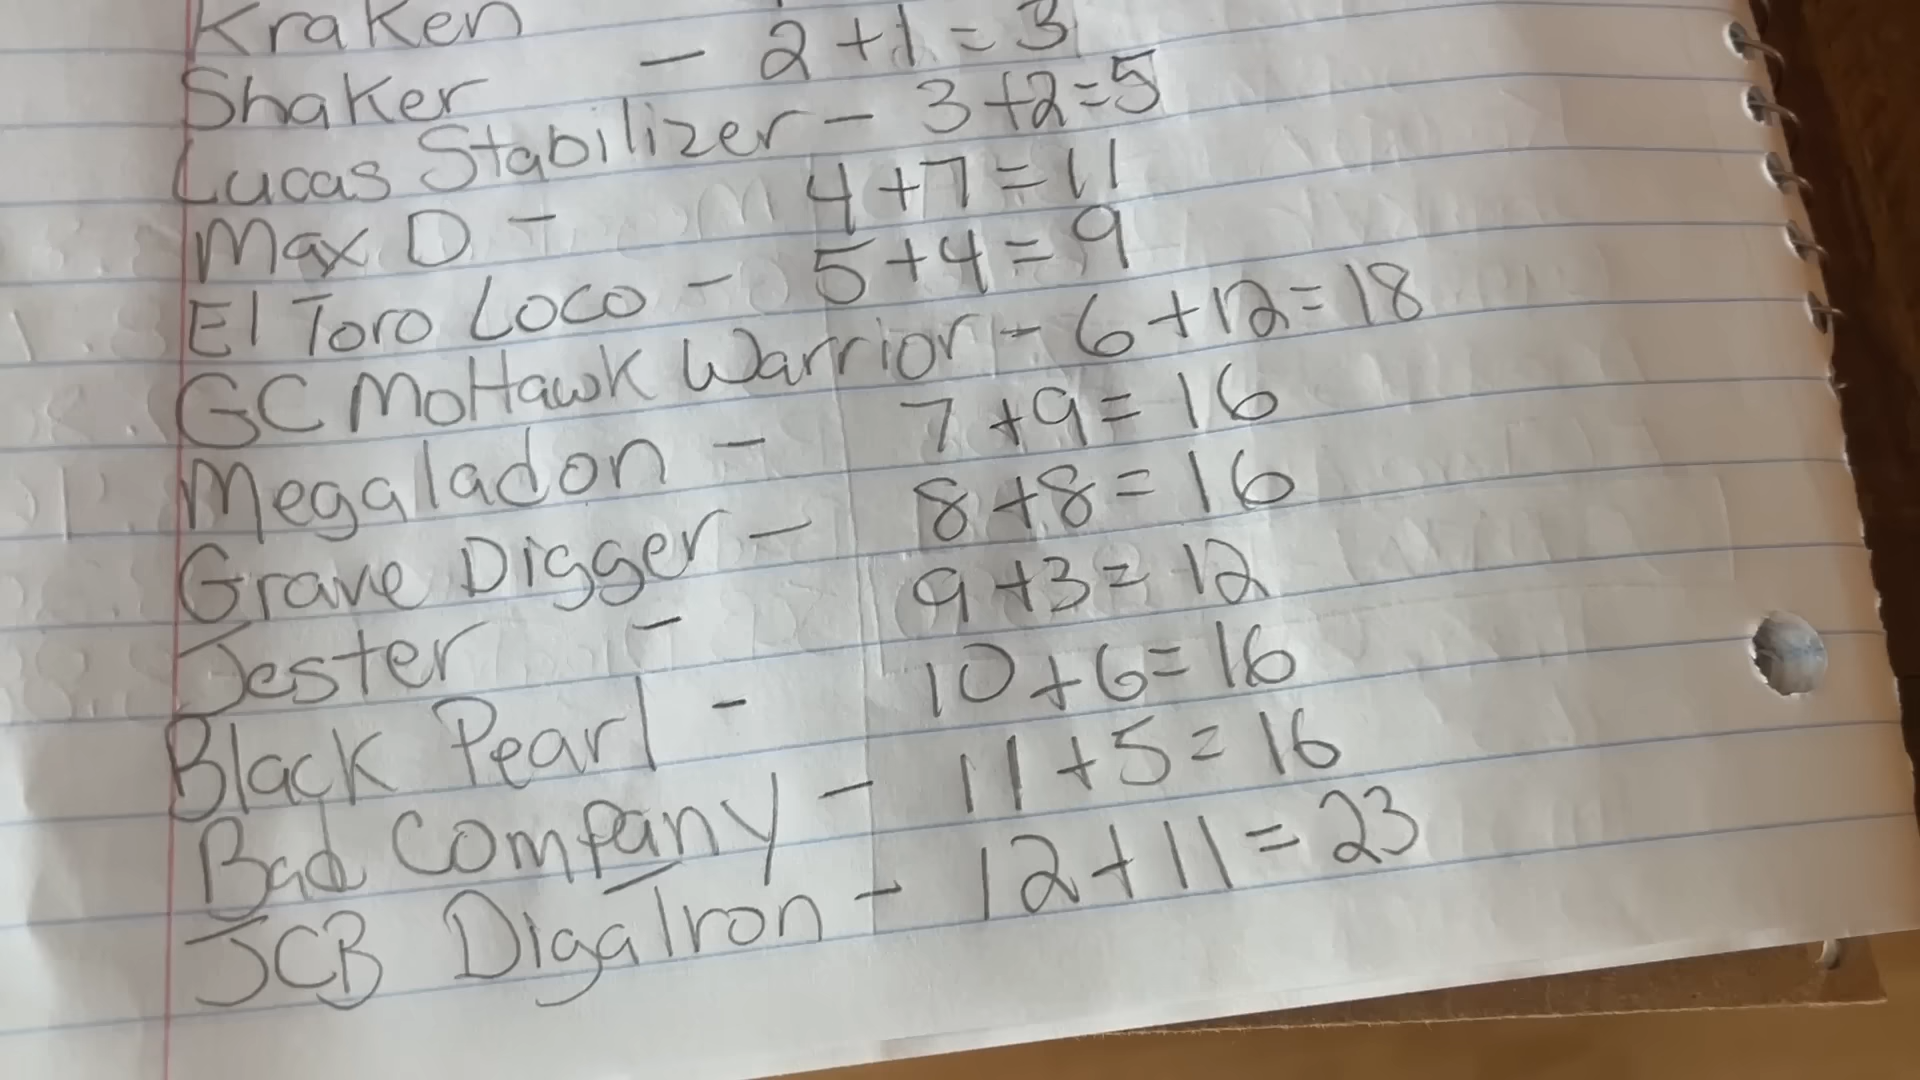 Kraken
Shaker - 2+1=3
Lucas Stabilizer - 3+2=5
Max D - 4+7=11
El Toro Loco - 5+4=9
GC MoHawk Warrior - 6+12=18
Megaladon - 7+9=16
Grave Digger - 8+8=16
Jester - 9+3=12
Black Pearl - 10+6=16
Bad Company - 11+5=16
JCB DigaTron - 12+11=23